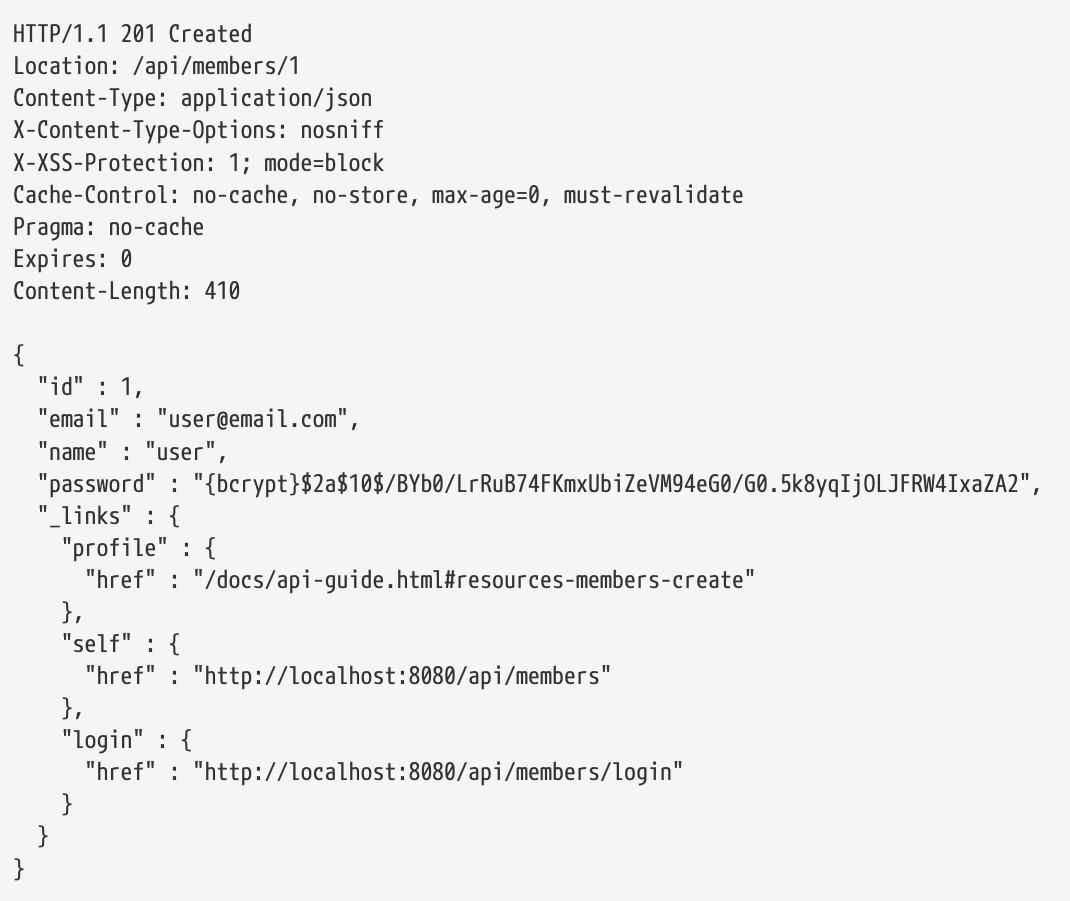 HTTP/1.1 201 Created
Location: /api/members/1
Content-Type: application/json
X-Content-Type-Options: nosniff
X-XSS-Protection: 1; mode=block
Cache-Control: no-cache, no-store, max-age=0, must-revalidate
Pragma: no-cache
Expires: 0
Content-Length: 410

{
  "id" : 1,
  "email" : "user@email.com",
  "name" : "user",
  "password" : "{bcrypt}$2a$10$/BYb0/LrRuB74FKmxUbiZeVM94eG0/G0.5k8yqIjOLJFRW4IxaZA2",
  "_links" : {
    "profile" : {
      "href" : "/docs/api-guide.html#resources-members-create"
    },
    "self" : {
      "href" : "http://localhost:8080/api/members"
    },
    "login" : {
      "href" : "http://localhost:8080/api/members/login"
    }
  }
}